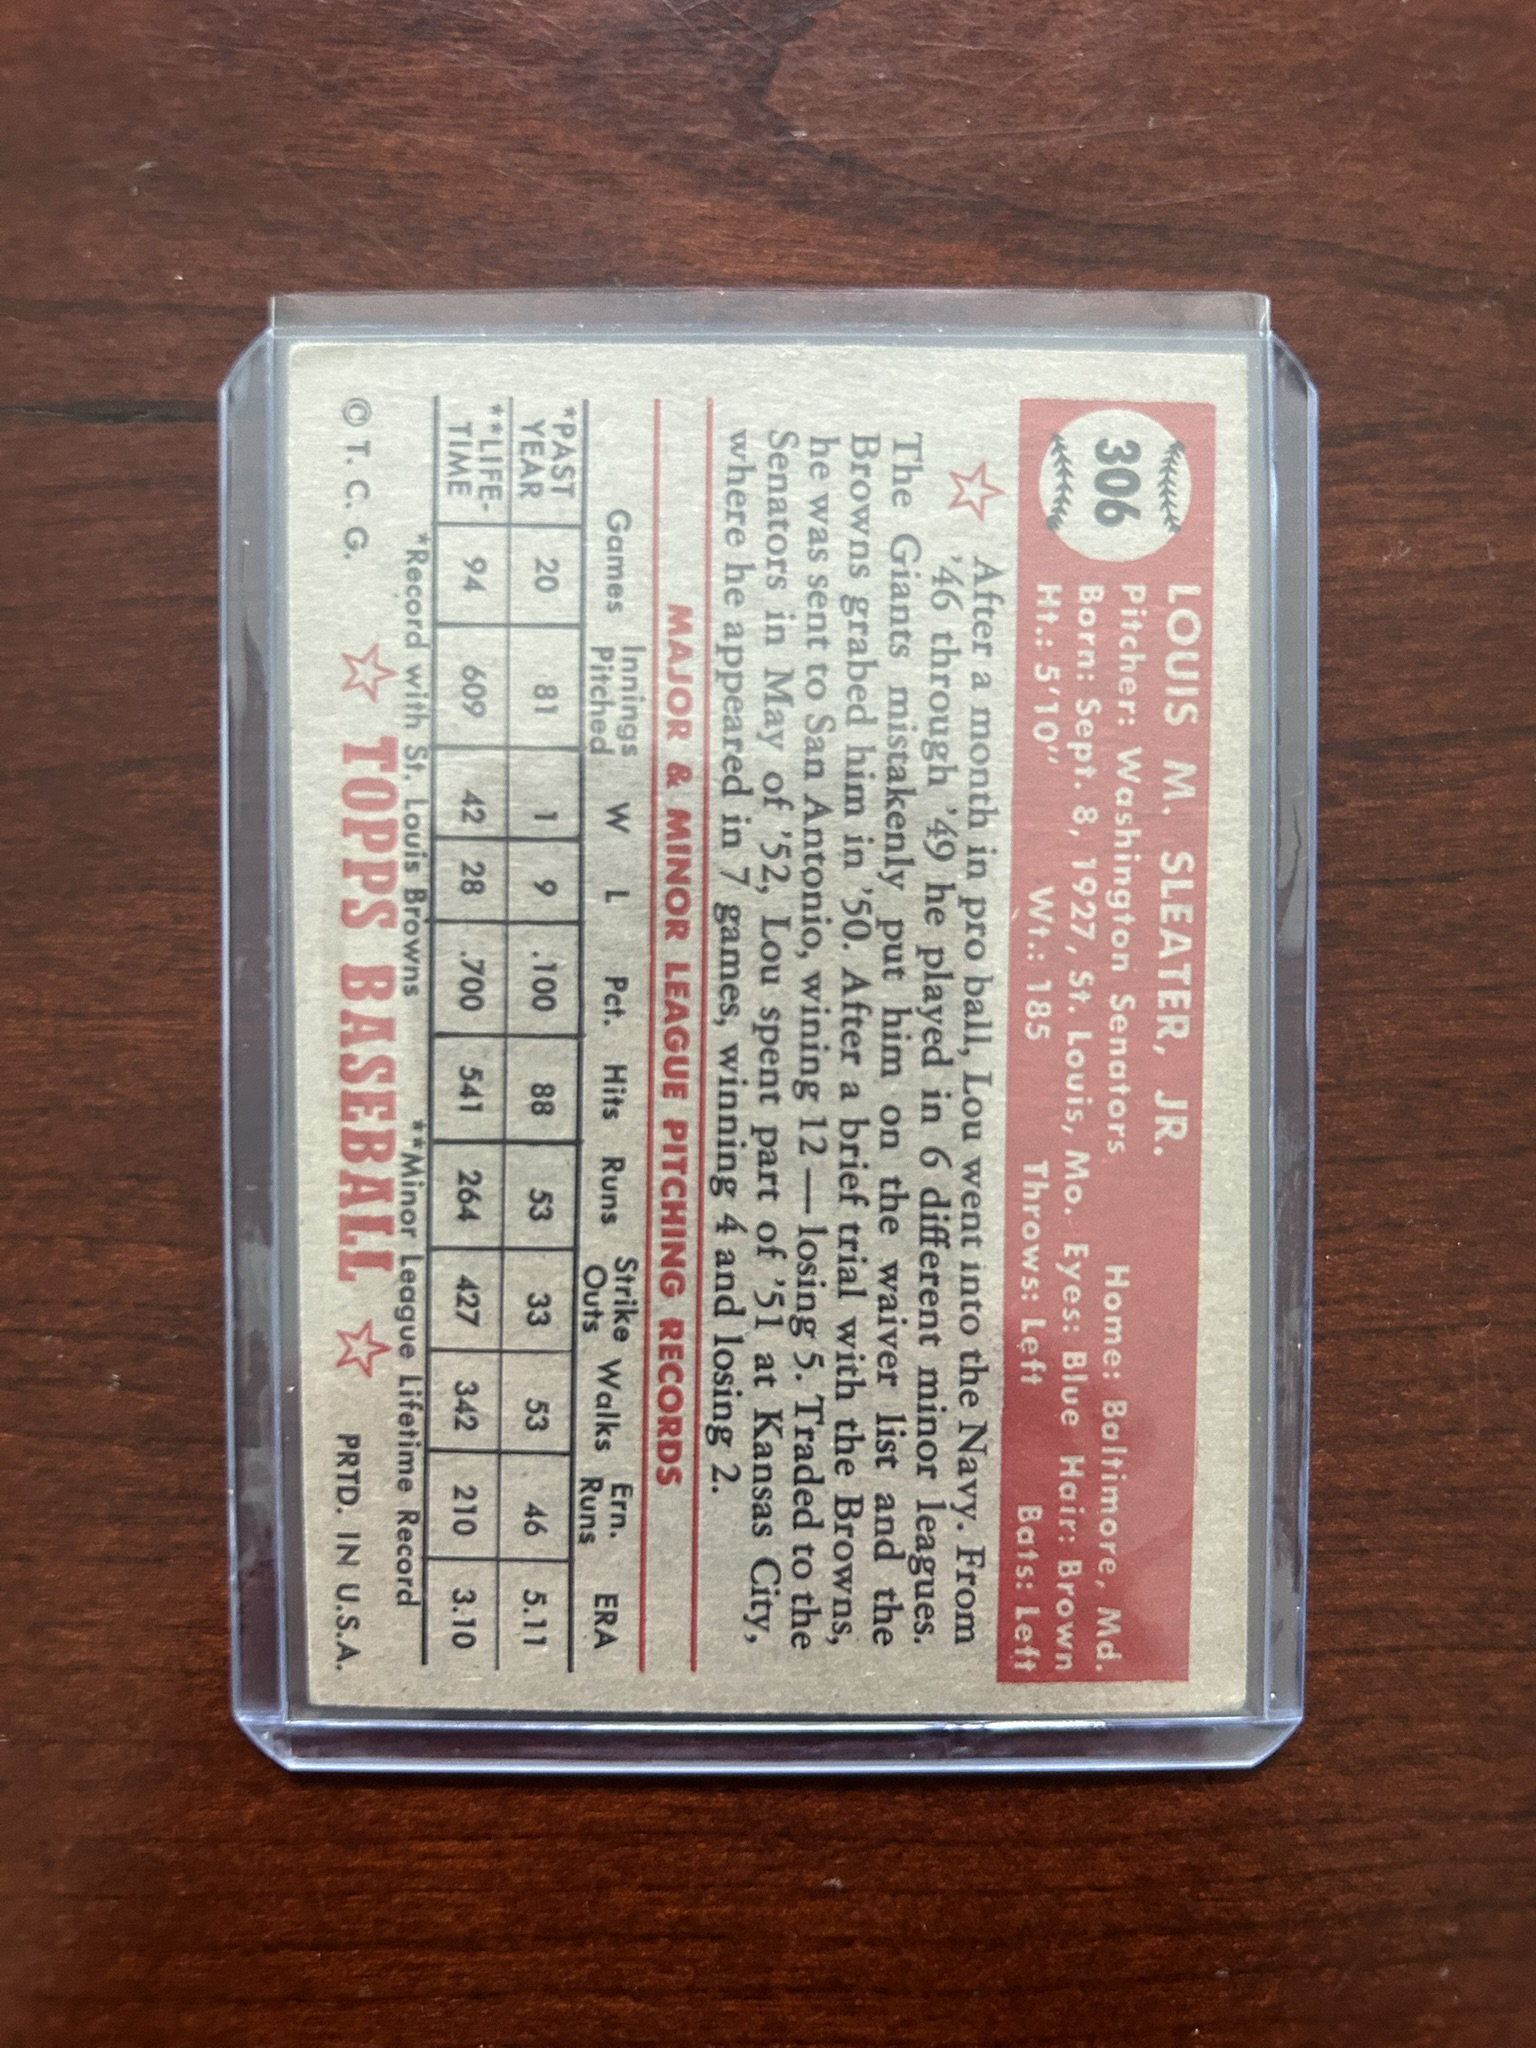 306
LOUIS M. SLEATER, JR.
Pitcher: Washington Senators Home: Baltimore, Md.
Born: Sept. 8, 1927, St. Louis, Mo. Eyes: Blue Hair: Brown
Ht.: 5'10" Wt.: 185 Throws: Left Bats: Left
After a month in pro ball, Lou went into the Navy. From
'46 through '49 he played in 6 different minor leagues.
The Giants mistakenly put him on the waiver list and the
Browns grabed him in '50. After a brief trial with the Browns,
he was sent to San Antonio, wining 12—losing 5. Traded to the
Senators in May of '52, Lou spent part of '51 at Kansas City,
where he appeared in 7 games, winning 4 and losing 2.
MAJOR & MINOR LEAGUE PITCHING RECORDS
Games Innings Pitched W L Pct. Hits Runs Strike Outs Walks Ern. Runs ERA
*PAST YEAR 20 81 1 9 .100 88 53 33 53 46 5.11
**LIFE-TIME 94 609 42 28 .700 541 264 427 342 210 3.10
*Record with St. Louis Browns **Minor League Lifetime Record
© T. C. G. TOPPS BASEBALL PRTD. IN U.S.A.